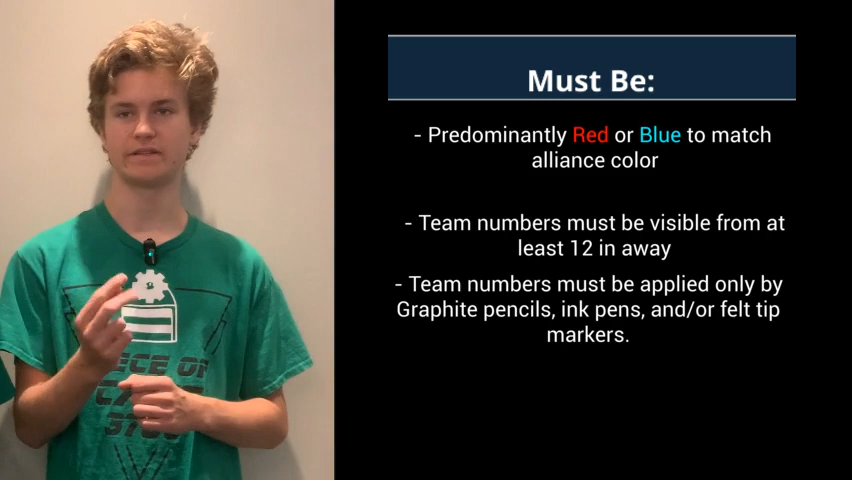 Must Be:
- Predominantly Red or Blue to match
alliance color
- Team numbers must be visible from at
least 12 in away
- Team numbers must be applied only by
Graphite pencils, ink pens, and/or felt tip
markers.